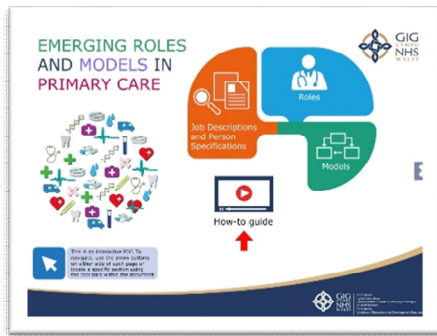 EMERGING ROLES
AND MODELS IN
PRIMARY CARE
GIG
CYMRU
NHS
WALES
Roles
Job Descriptions
and Person
Specifications
Models
How-to guide
This is an interactive PDF. To
navigate, use the arrow buttons
on either side of each page or
locate a specific section using
the tool bars within the document.
GIG
CYMRU
NHS
WALES